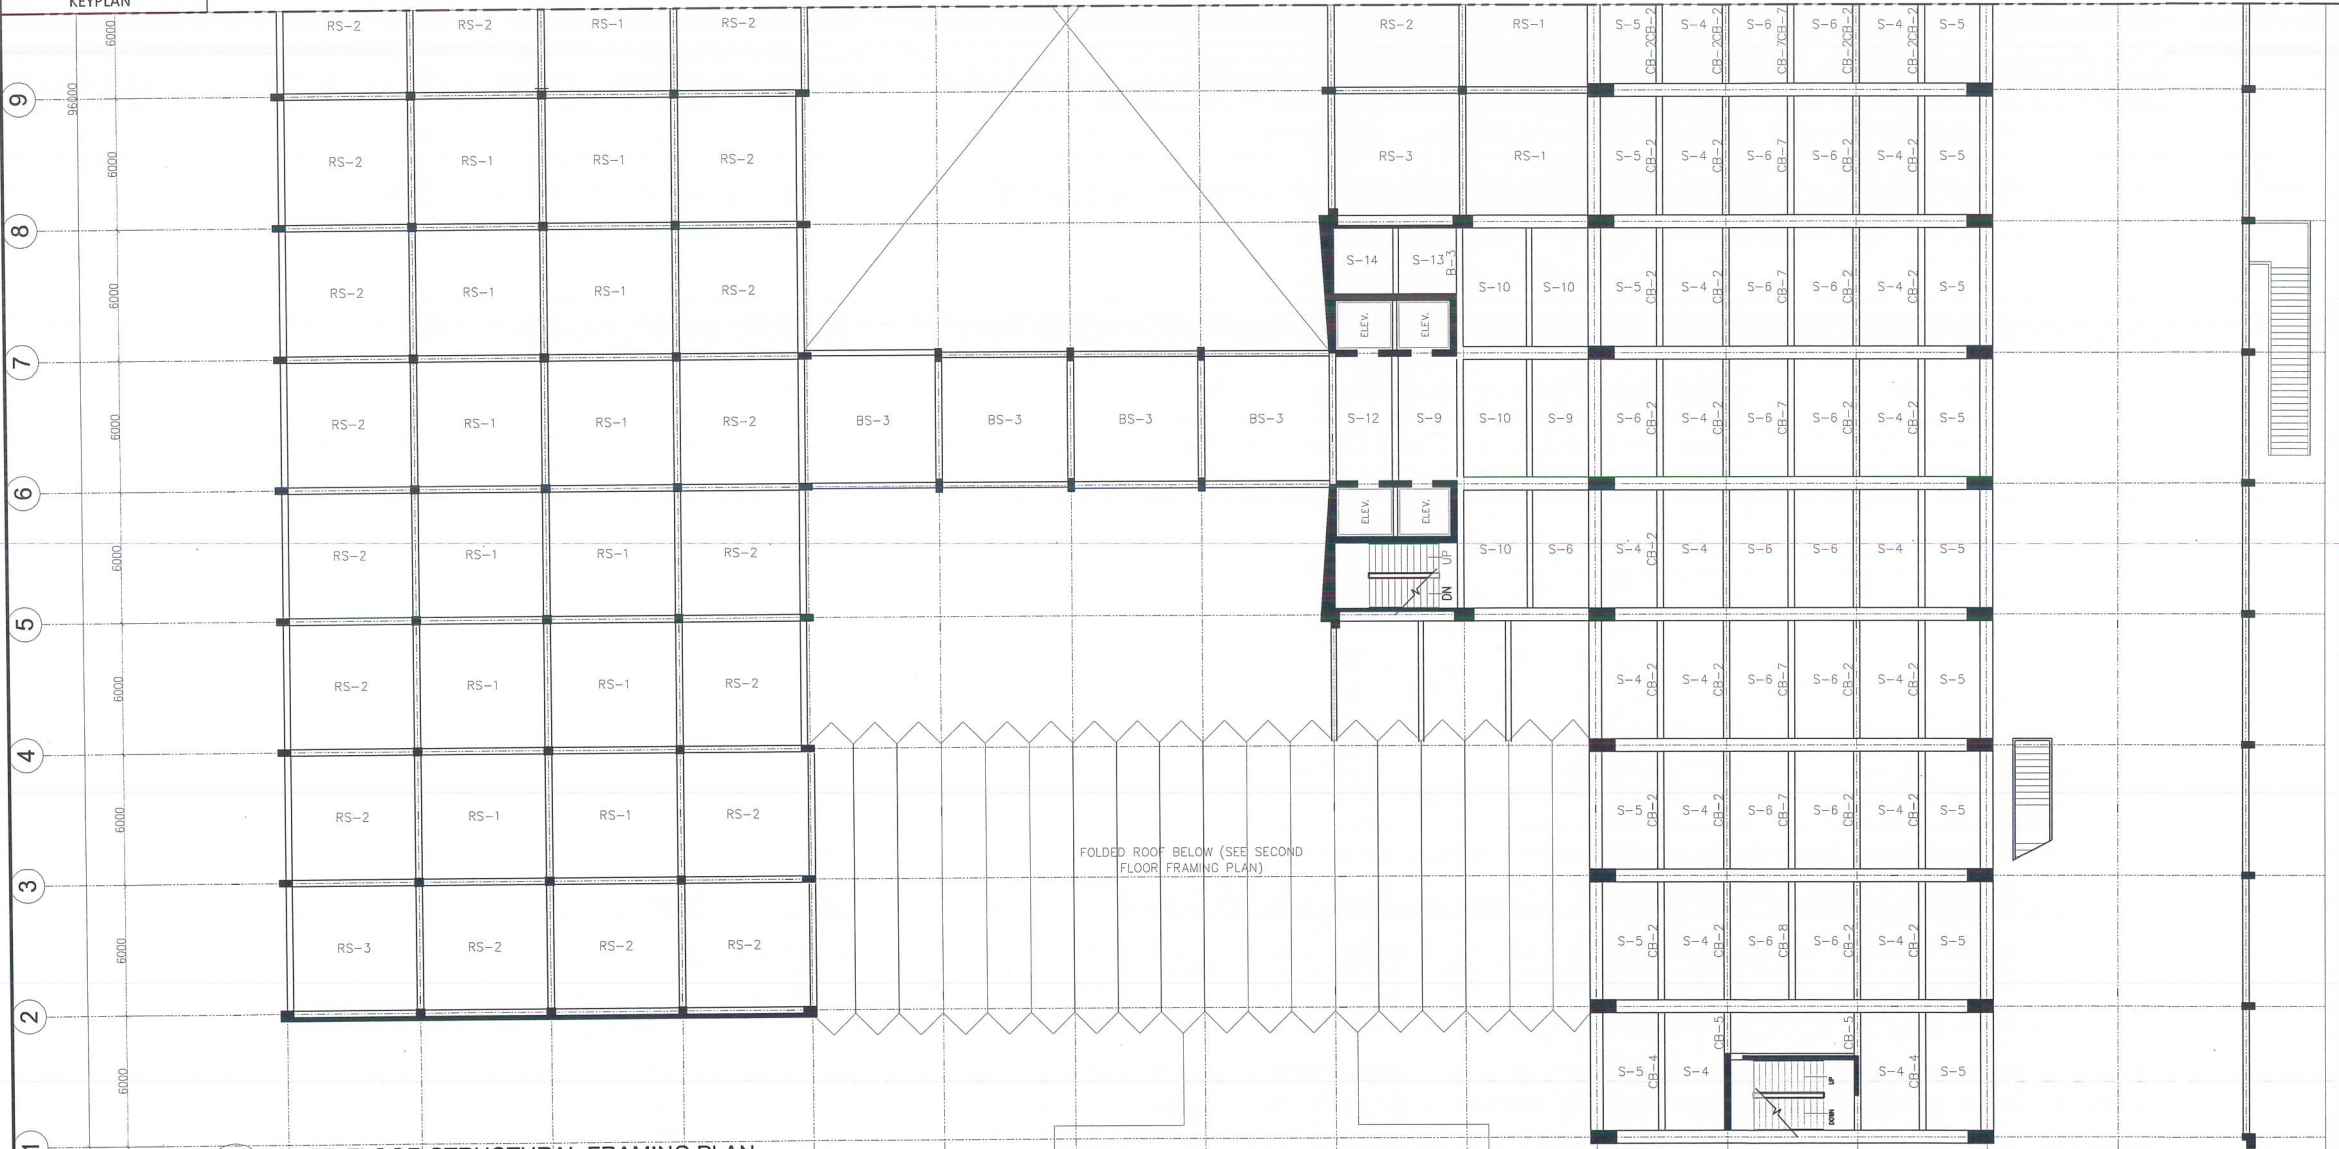 KEYPLAN
6000
RS-2 RS-2 RS-1 RS-2 RS-2 RS-1 S-5 CB-2 CB-2 S-4 CB-2 CB-2 S-6 CB-7 CB-7 S-6 CB-2 CB-2 S-4 CB-2 CB-2 S-5
9
96000
6000
RS-2 RS-1 RS-1 RS-2 RS-3 RS-1 S-5 CB-2 S-4 CB-2 S-6 CB-7 S-6 CB-2 S-4 CB-2 S-5
8
6000
RS-2 RS-1 RS-1 RS-2 S-14 S-13 B-3 S-10 S-10 S-5 CB-2 S-4 CB-2 S-6 CB-7 S-6 CB-2 S-4 CB-2 S-5
ELEV. ELEV.
7
6000
RS-2 RS-1 RS-1 RS-2 BS-3 BS-3 BS-3 BS-3 S-12 S-9 S-10 S-9 S-6 CB-2 S-4 CB-2 S-6 CB-7 S-6 CB-2 S-4 CB-2 S-5
6
ELEV. ELEV.
6000
RS-2 RS-1 RS-1 RS-2 UP S-10 S-6 S-4 CB-2 S-4 S-6 S-6 S-4 S-5
DN
5
6000
RS-2 RS-1 RS-1 RS-2 S-4 CB-2 S-4 CB-2 S-6 CB-7 S-6 CB-2 S-4 CB-2 S-5
4
6000
RS-2 RS-1 RS-1 RS-2 S-5 CB-2 S-4 CB-2 S-6 CB-7 S-6 CB-2 S-4 CB-2 S-5
FOLDED ROOF BELOW (SEE SECOND
FLOOR FRAMING PLAN)
3
6000
RS-3 RS-2 RS-2 RS-2 S-5 CB-2 S-4 CB-2 S-6 CB-8 S-6 CB-2 S-4 CB-2 S-5
2
6000
CB-5 CB-5
S-5 CB-4 S-4 UP S-4 CB-4 S-5
DOWN
1
FLOOR STRUCTURAL FRAMING PLAN